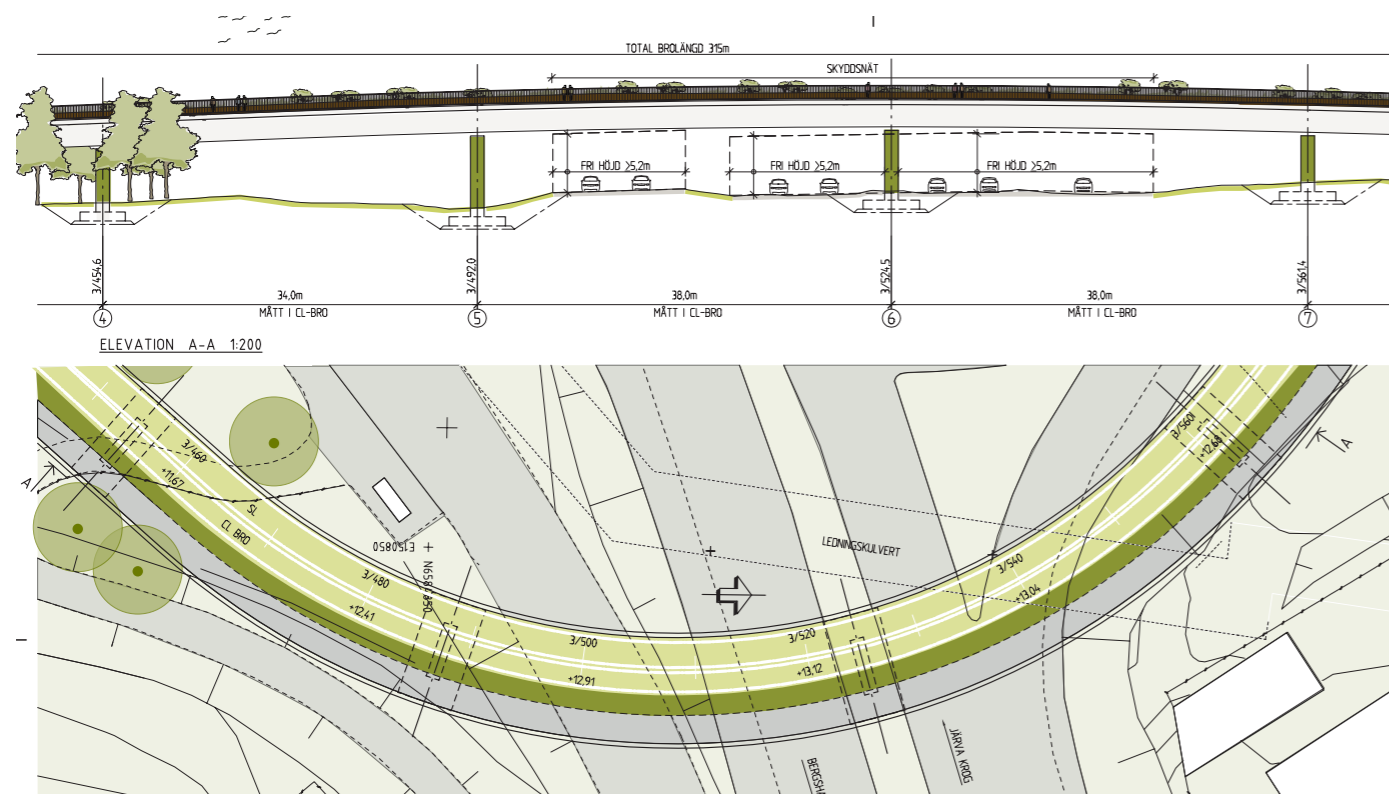 TOTAL BROLÄNGD 315m
SKYDDSNÄT
FRI HÖJD ≥5,2m
FRI HÖJD ≥5,2m
FRI HÖJD ≥5,2m
3/454,6
3/492,0
3/524,5
3/561,4
34,0m
38,0m
38,0m
MÅTT I CL-BRO
MÅTT I CL-BRO
MÅTT I CL-BRO
4
5
6
7
ELEVATION A-A 1:200
3/460
+11,67
SL
CL BRO
A
3/480
+12,41
E150850
3/500
+12,91
3/520
+13,12
LEDNINGSKULVERT
3/540
+13,04
3/560
+12,68
A
JÄRVA KROG